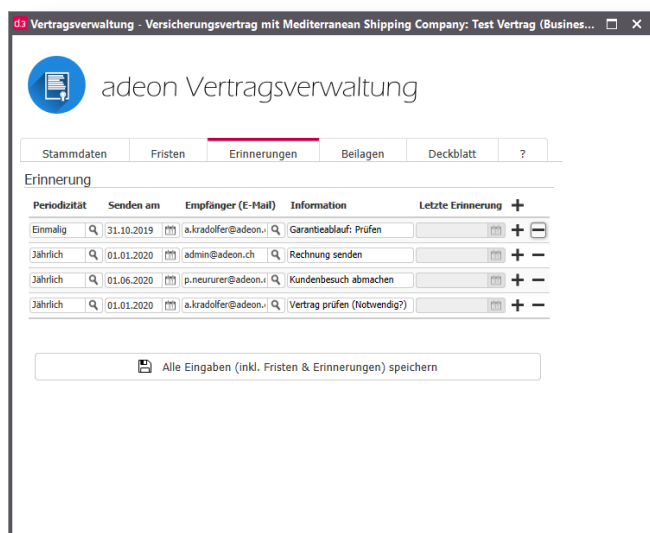 d3 Vertragsverwaltung - Versicherungsvertrag mit Mediterranean Shipping Company: Test Vertrag (Busines...
adeon Vertragsverwaltung
Stammdaten Fristen Erinnerungen Beilagen Deckblatt ?
Erinnerung
Periodizität Senden am Empfänger (E-Mail) Information Letzte Erinnerung
Einmalig 31.10.2019 a.kradolfer@adeon. Garantieablauf: Prüfen
Jährlich 01.01.2020 admin@adeon.ch Rechnung senden
Jährlich 01.06.2020 p.neururer@adeon. Kundenbesuch abmachen
Jährlich 01.01.2020 a.kradolfer@adeon. Vertrag prüfen (Notwendig?)
Alle Eingaben (inkl. Fristen & Erinnerungen) speichern